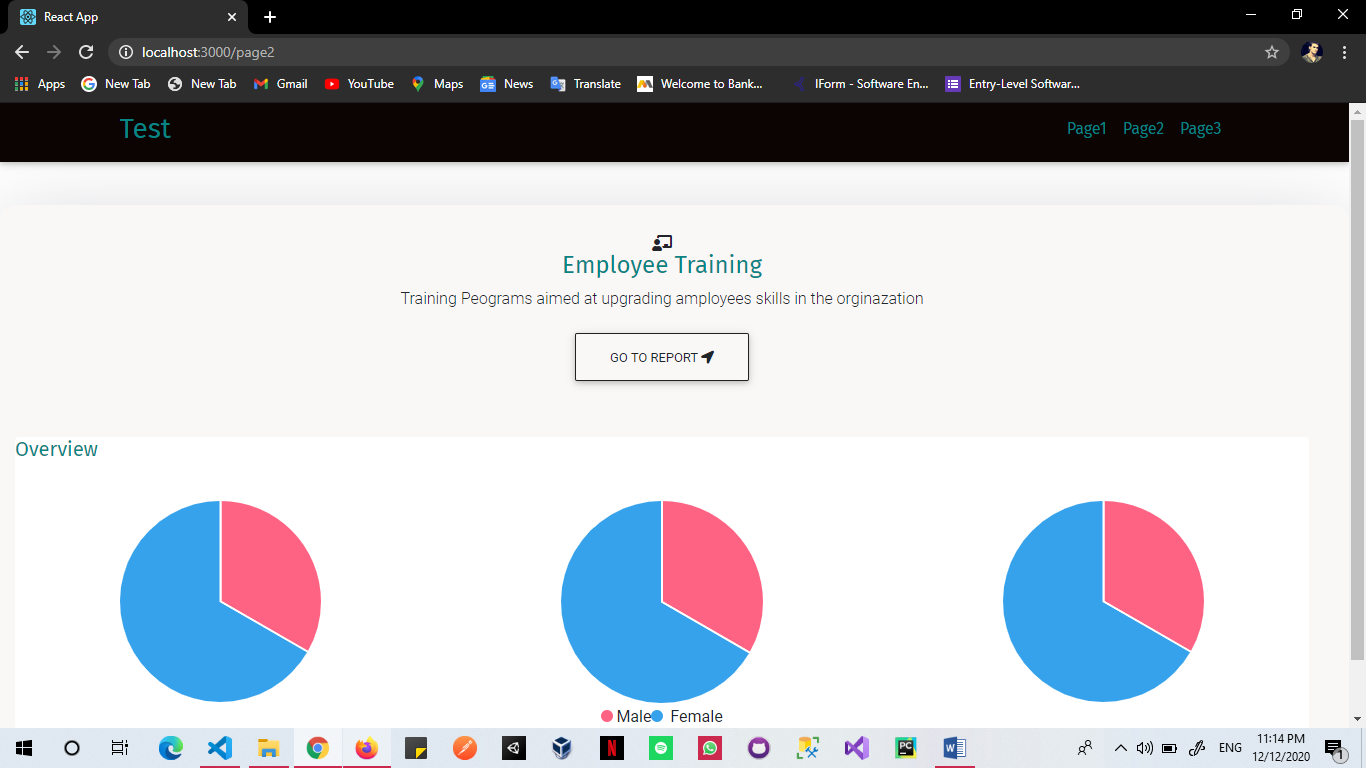 React App
localhost:3000/page2
Apps New Tab New Tab Gmail YouTube Maps News Translate Welcome to Bank... IForm - Software En... Entry-Level Softwar...
Test Page1 Page2 Page3
Employee Training
Training Peograms aimed at upgrading amployees skills in the orginazation
GO TO REPORT
Overview
Male Female
ENG 11:14 PM
12/12/2020
1